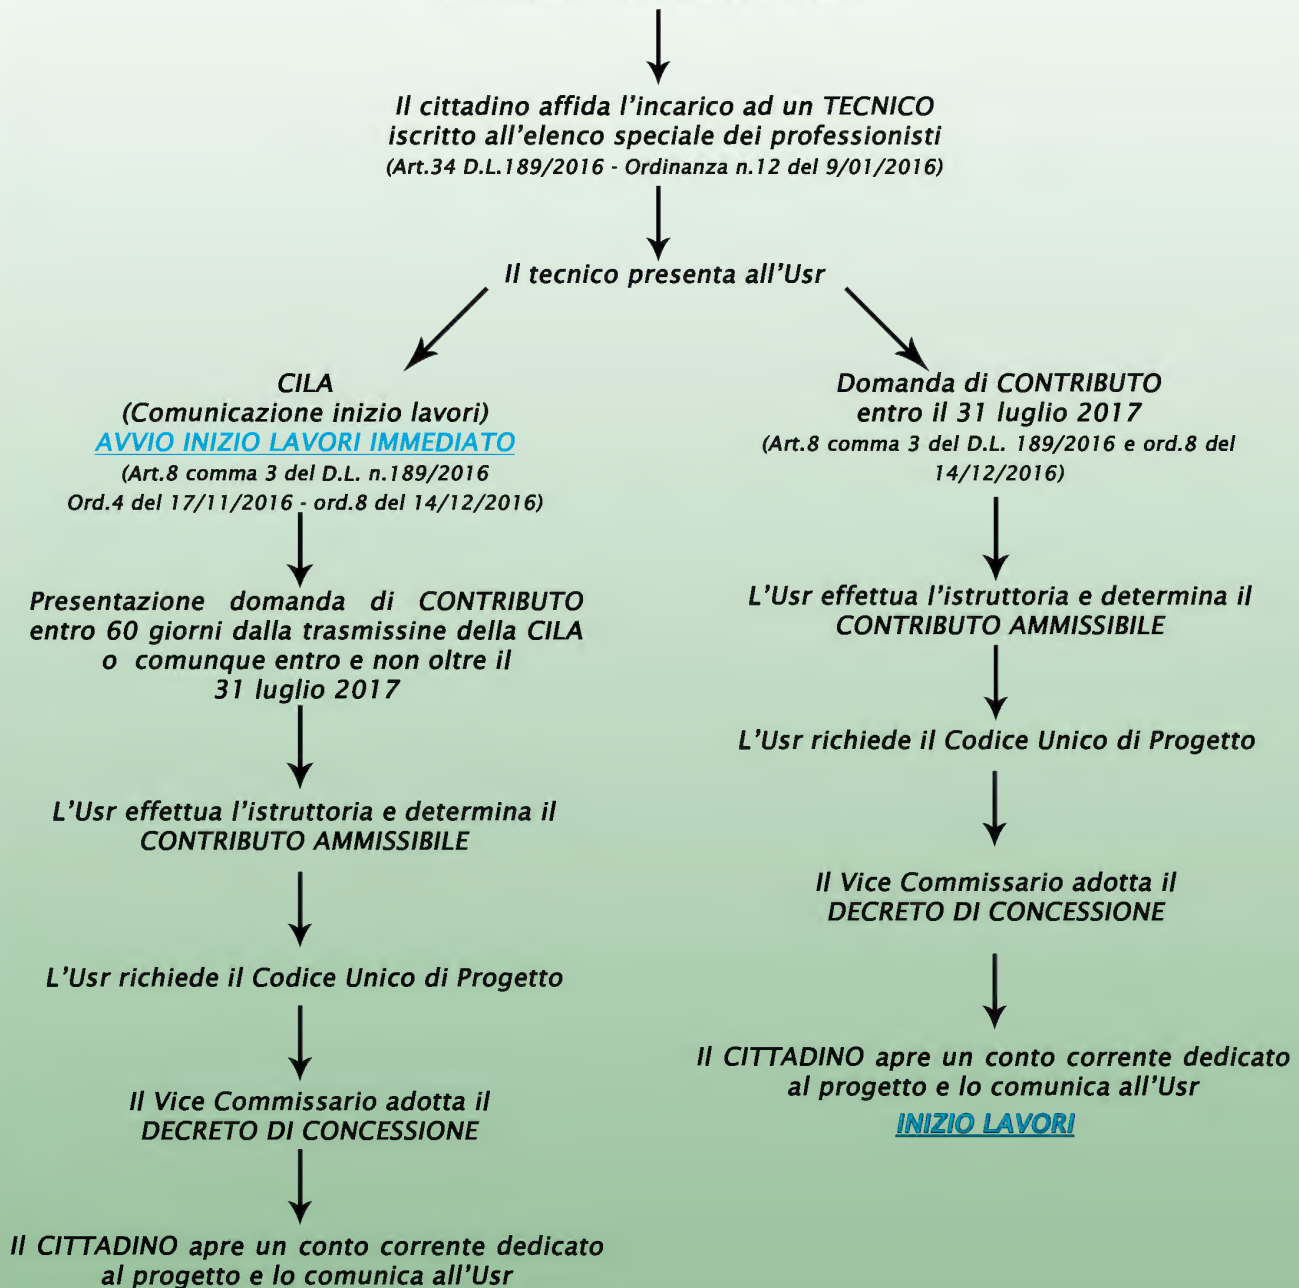 Il cittadino affida l'incarico ad un TECNICO
iscritto all'elenco speciale dei professionisti
(Art.34 D.L.189/2016 - Ordinanza n.12 del 9/01/2016)
Il tecnico presenta all'Usr
CILA
(Comunicazione inizio lavori)
AVVIO INIZIO LAVORI IMMEDIATO
(Art.8 comma 3 del D.L. n.189/2016
Ord.4 del 17/11/2016 - ord.8 del 14/12/2016)
Presentazione domanda di CONTRIBUTO
entro 60 giorni dalla trasmissine della CILA
o comunque entro e non oltre il
31 luglio 2017
L'Usr effettua l'istruttoria e determina il
CONTRIBUTO AMMISSIBILE
L'Usr richiede il Codice Unico di Progetto
Il Vice Commissario adotta il
DECRETO DI CONCESSIONE
Il CITTADINO apre un conto corrente dedicato
al progetto e lo comunica all'Usr
Domanda di CONTRIBUTO
entro il 31 luglio 2017
(Art.8 comma 3 del D.L. 189/2016 e ord.8 del
14/12/2016)
L'Usr effettua l'istruttoria e determina il
CONTRIBUTO AMMISSIBILE
L'Usr richiede il Codice Unico di Progetto
Il Vice Commissario adotta il
DECRETO DI CONCESSIONE
Il CITTADINO apre un conto corrente dedicato
al progetto e lo comunica all'Usr
INIZIO LAVORI